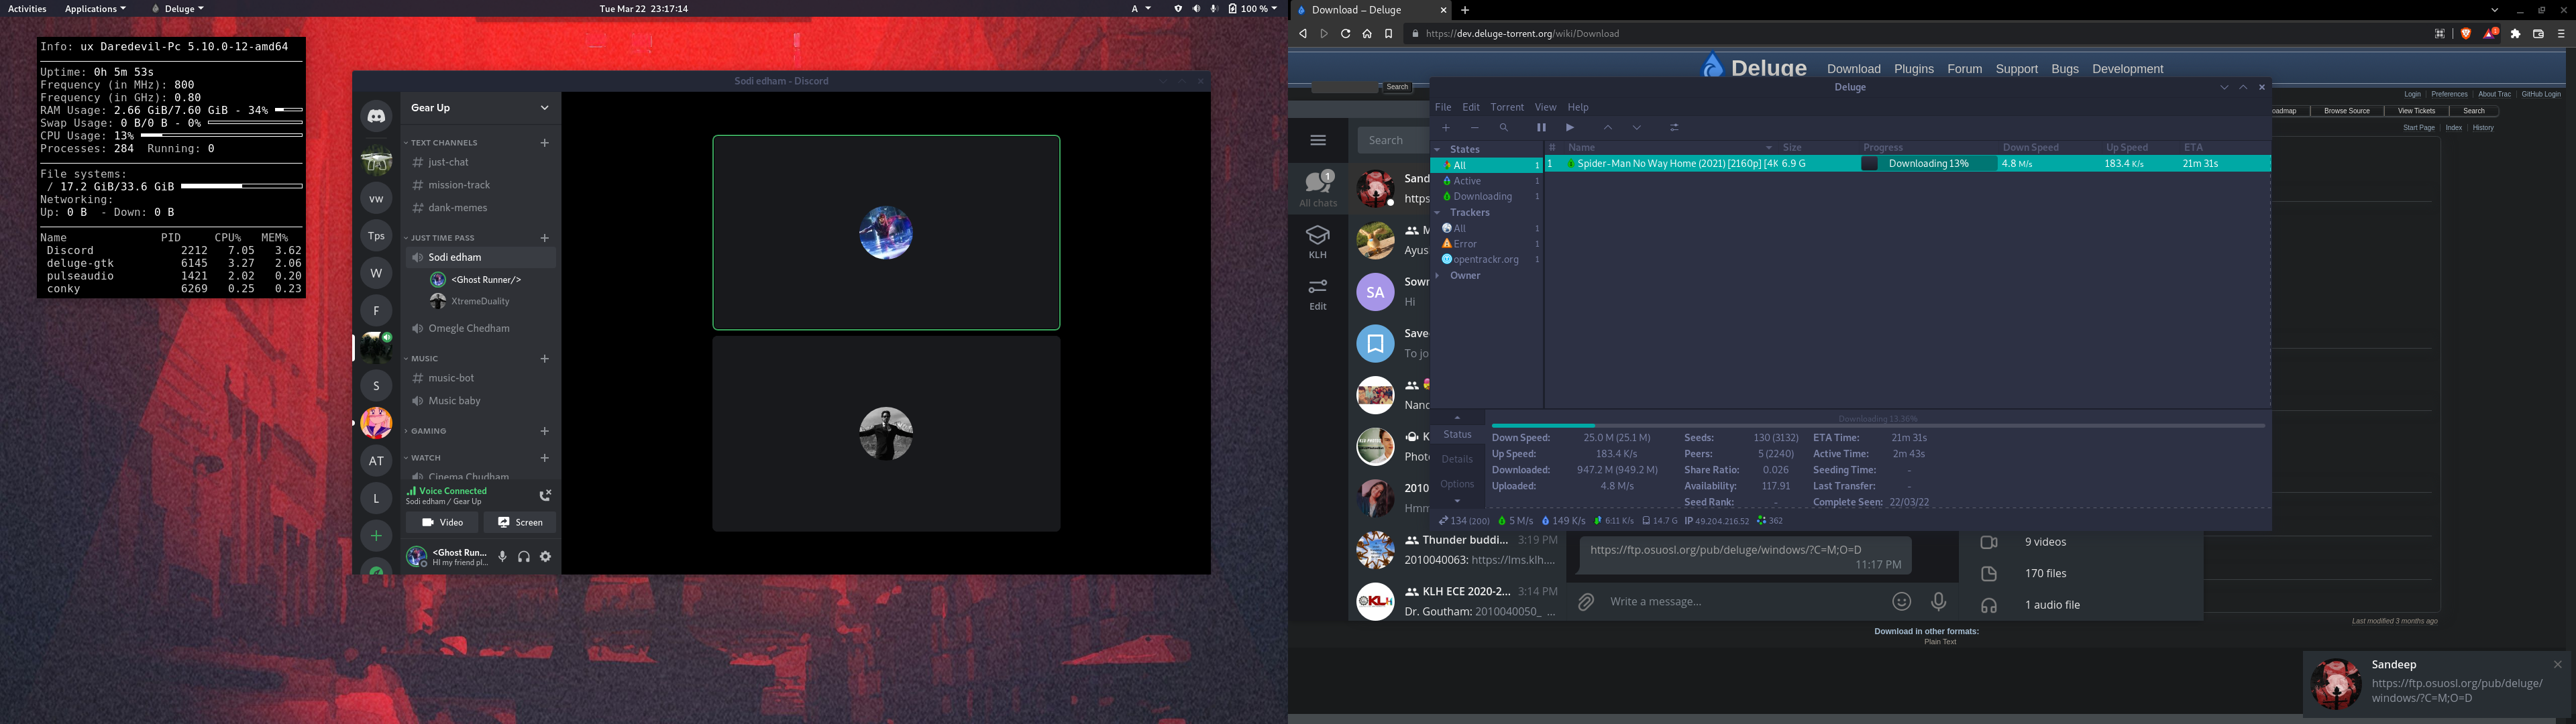 Activities Applications Deluge Tue Mar 22 23:17:14 A 100 %
Info: ux Daredevil-Pc 5.10.0-12-amd64
Uptime: 0h 5m 53s
Frequency (in MHz): 800
Frequency (in GHz): 0.80
RAM Usage: 2.66 GiB/7.60 GiB - 34%
Swap Usage: 0 B/0 B - 0%
CPU Usage: 13%
Processes: 284 Running: 0
File systems:
/ 17.2 GiB/33.6 GiB
Networking:
Up: 0 B - Down: 0 B
Name PID CPU% MEM%
Discord 2212 7.05 3.62
deluge-gtk 6145 3.27 2.06
pulseaudio 1421 2.02 0.20
conky 6269 0.25 0.23
Sodi edham - Discord
vw
Tps
W
F
S
AT
L
Gear Up
TEXT CHANNELS
just-chat
mission-track
dank-memes
JUST TIME PASS
Sodi edham
<Ghost Runner/>
XtremeDuality
Omegle Chedham
MUSIC
music-bot
Music baby
GAMING
WATCH
Cinema Chudham
Voice Connected
Sodi edham / Gear Up
Video Screen
<Ghost Run...
HI my friend pl...
Download – Deluge
https://dev.deluge-torrent.org/wiki/Download
1
Deluge Download Plugins Forum Support Bugs Development
Search
Login Preferences About Trac GitHub Login
oadmap Browse Source View Tickets Search
Start Page Index History
Search
1
All chats
KLH
Edit
Sand
https
M
Ayus
SA
Sown
Hi
Save
To jo
Nanc
K
Photo
2010
Hmm
Thunder buddi... 3:19 PM
2010040063: https://lms.klh....
KLH ECE 2020-2... 3:14 PM
Dr. Goutham: 2010040050_ ...
Deluge
File Edit Torrent View Help
States
All 1
Active 1
Downloading 1
Trackers
All 1
Error 1
opentrackr.org 1
Owner
# Name Size Progress Down Speed Up Speed ETA
1 Spider-Man No Way Home (2021) [2160p] [4K 6.9 G Downloading 13% 4.8 M/s 183.4 K/s 21m 31s
Downloading 13.36%
Status
Details
Options
Down Speed: 25.0 M (25.1 M) Seeds: 130 (3132) ETA Time: 21m 31s
Up Speed: 183.4 K/s Peers: 5 (2240) Active Time: 2m 43s
Downloaded: 947.2 M (949.2 M) Share Ratio: 0.026 Seeding Time: -
Uploaded: 4.8 M/s Availability: 117.91 Last Transfer: -
Seed Rank: - Complete Seen: 22/03/22
134 (200) 5 M/s 149 K/s 6:11 K/s 14.7 G IP 49.204.216.52 362
https://ftp.osuosl.org/pub/deluge/windows/?C=M;O=D
11:17 PM
Write a message...
9 videos
170 files
1 audio file
Last modified 3 months ago
Download in other formats:
Plain Text
Sandeep
https://ftp.osuosl.org/pub/deluge/
windows/?C=M;O=D